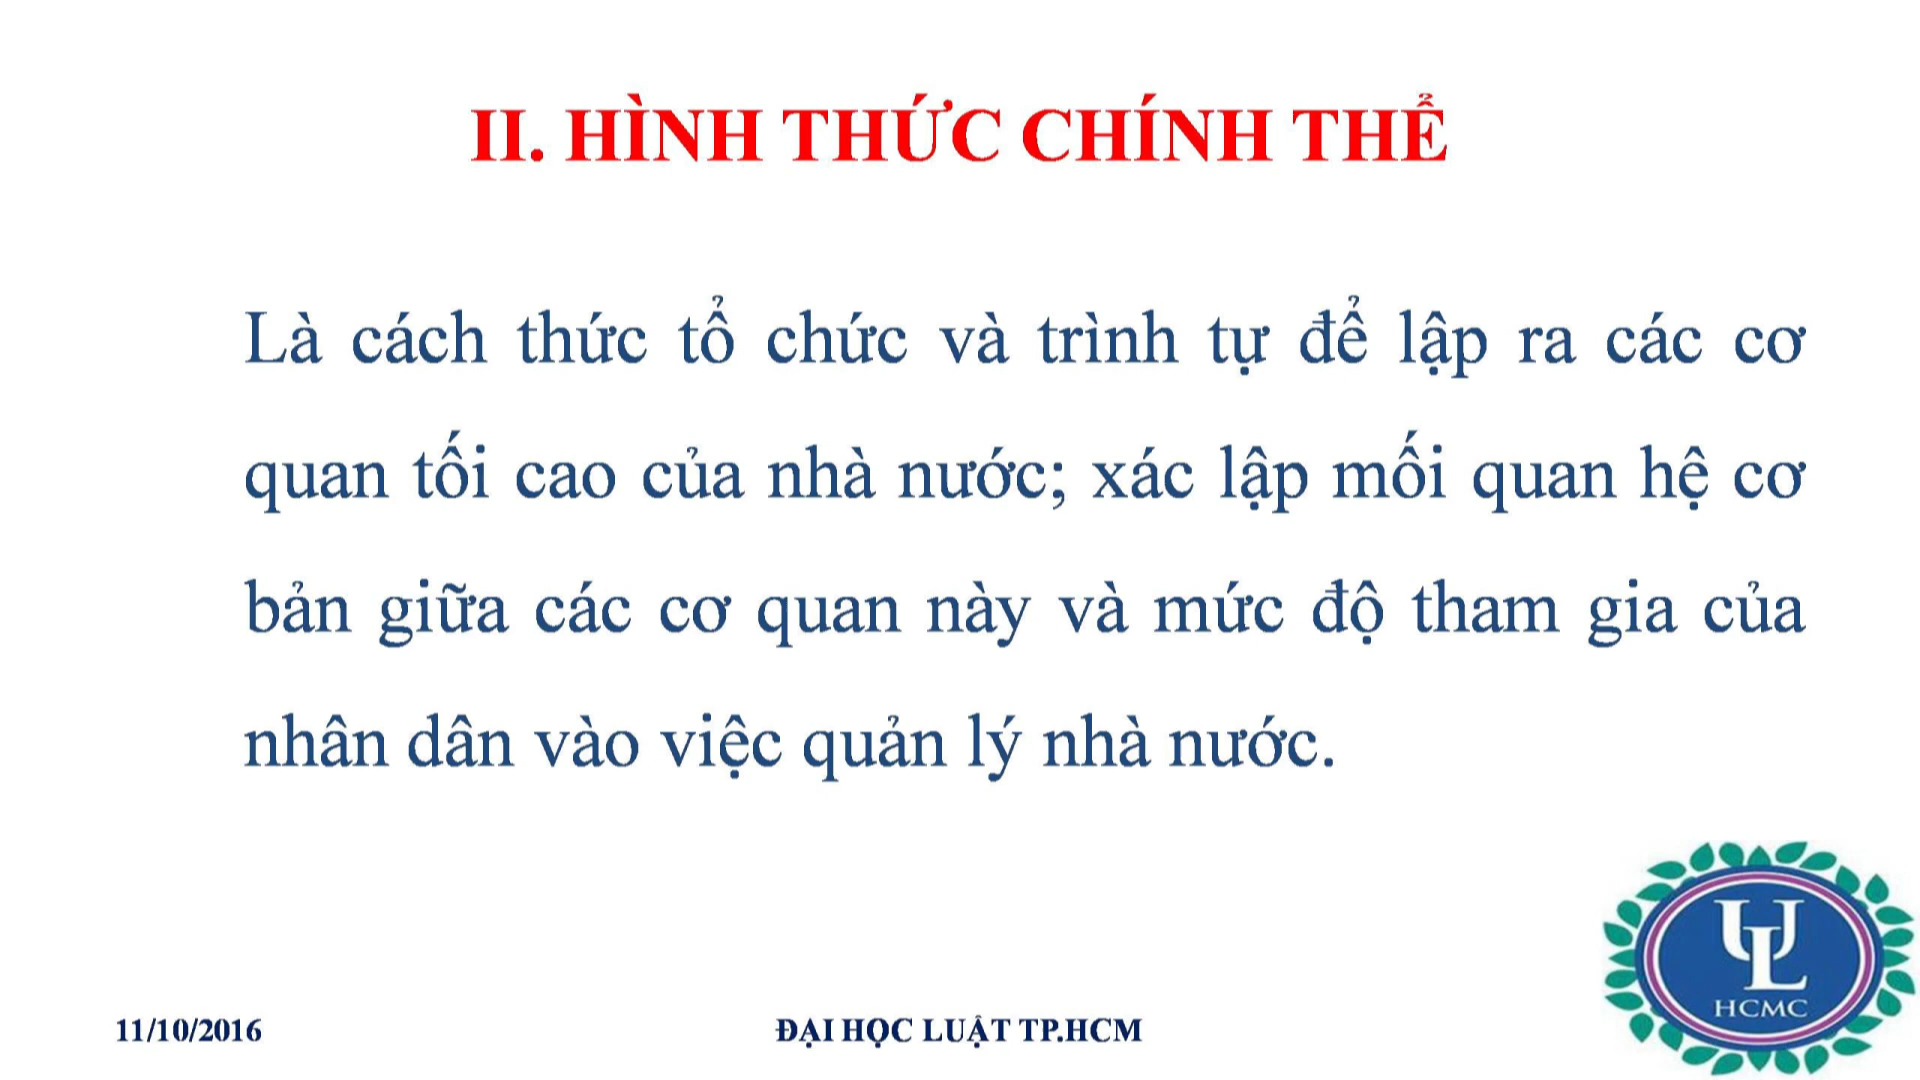 II. HÌNH THỨC CHÍNH THỂ
Là cách thức tổ chức và trình tự để lập ra các cơ
quan tối cao của nhà nước; xác lập mối quan hệ cơ
bản giữa các cơ quan này và mức độ tham gia của
nhân dân vào việc quản lý nhà nước.
UL
HCMC
11/10/2016
ĐẠI HỌC LUẬT TP.HCM